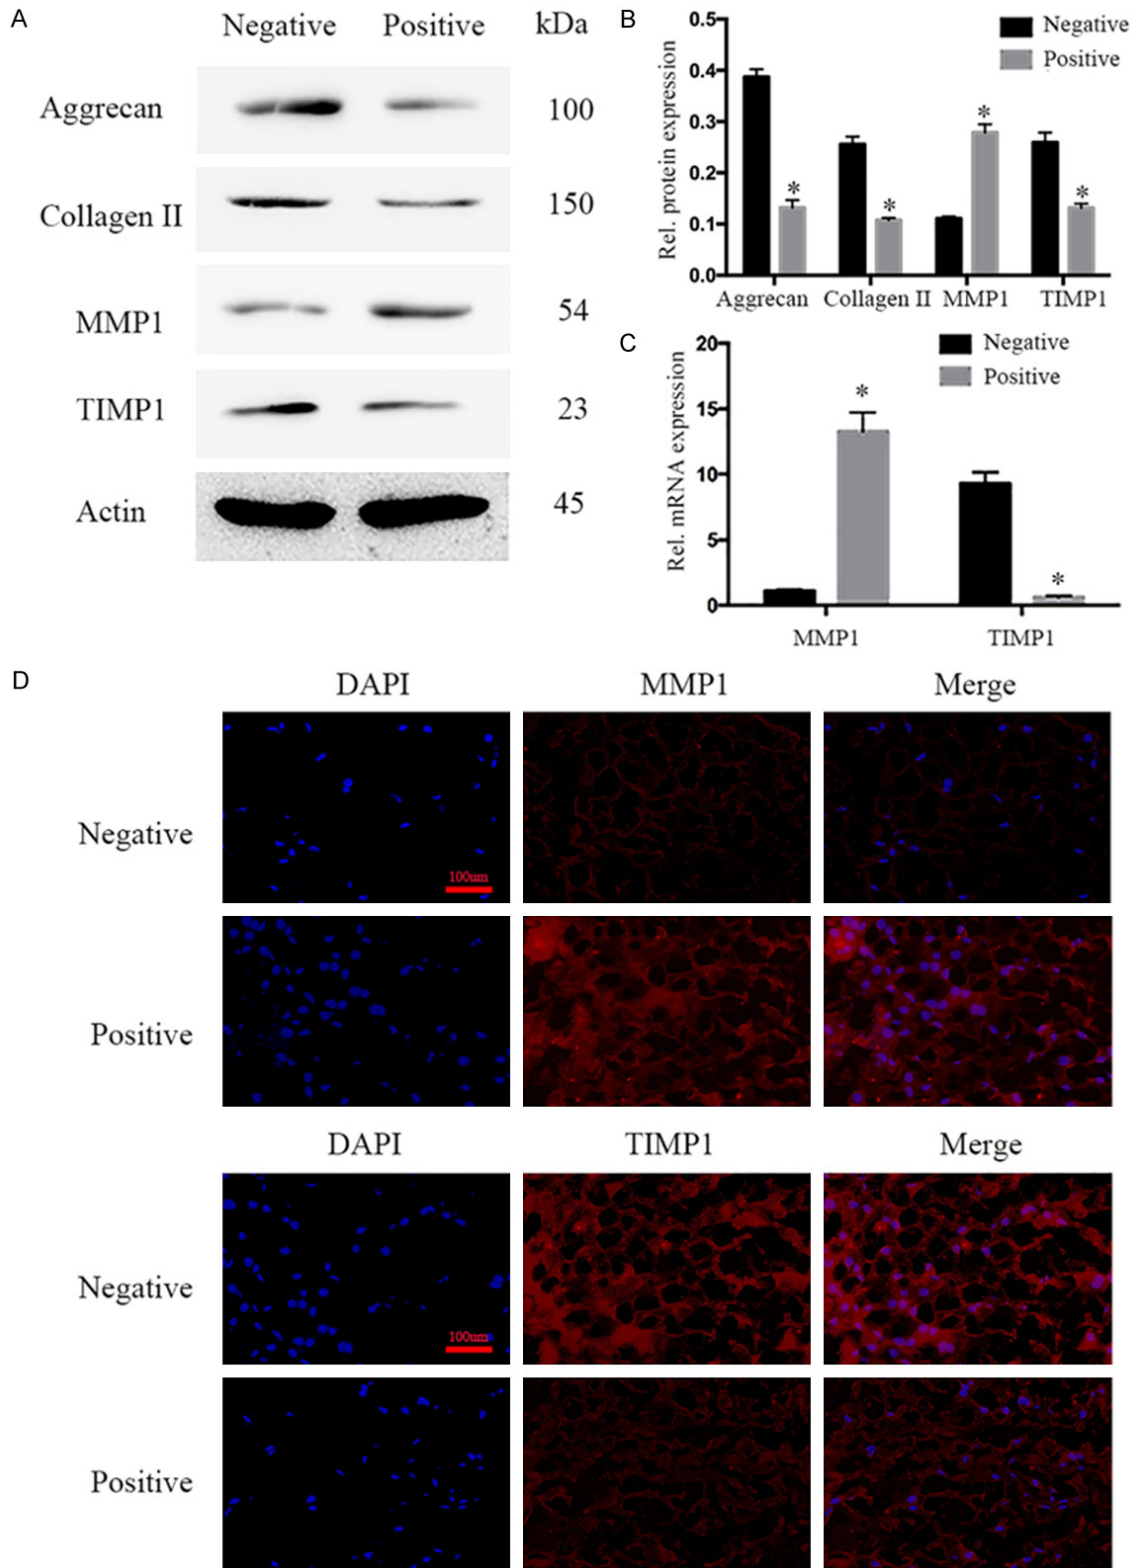 A
Negative Positive kDa
Aggrecan 100
Collagen II 150
MMP1 54
TIMP1 23
Actin 45
B
Negative
Positive
Rel. protein expression
0.5
0.4
0.3
0.2
0.1
0.0
* * * *
Aggrecan Collagen II MMP1 TIMP1
C
Negative
Positive
Rel. mRNA expression
20
15
10
5
0
* *
MMP1 TIMP1
D
DAPI MMP1 Merge
Negative
100um
Positive
DAPI TIMP1 Merge
Negative
100um
Positive